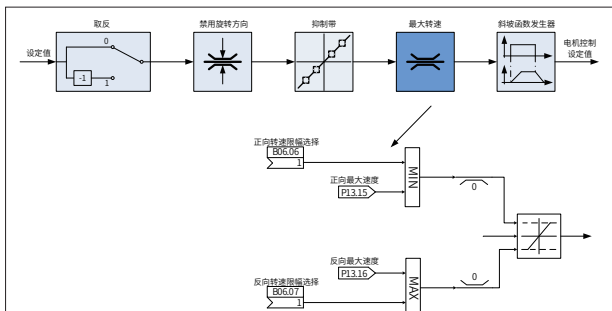 取反
禁用旋转方向
抑制带
最大转速
斜坡函数发生器
设定值
0
-1
1
电机控制
设定值
正向转速限幅选择
B06.06
1
正向最大速度
P13.15
MIN
0
反向最大速度
P13.16
反向转速限幅选择
B06.07
1
MAX
0